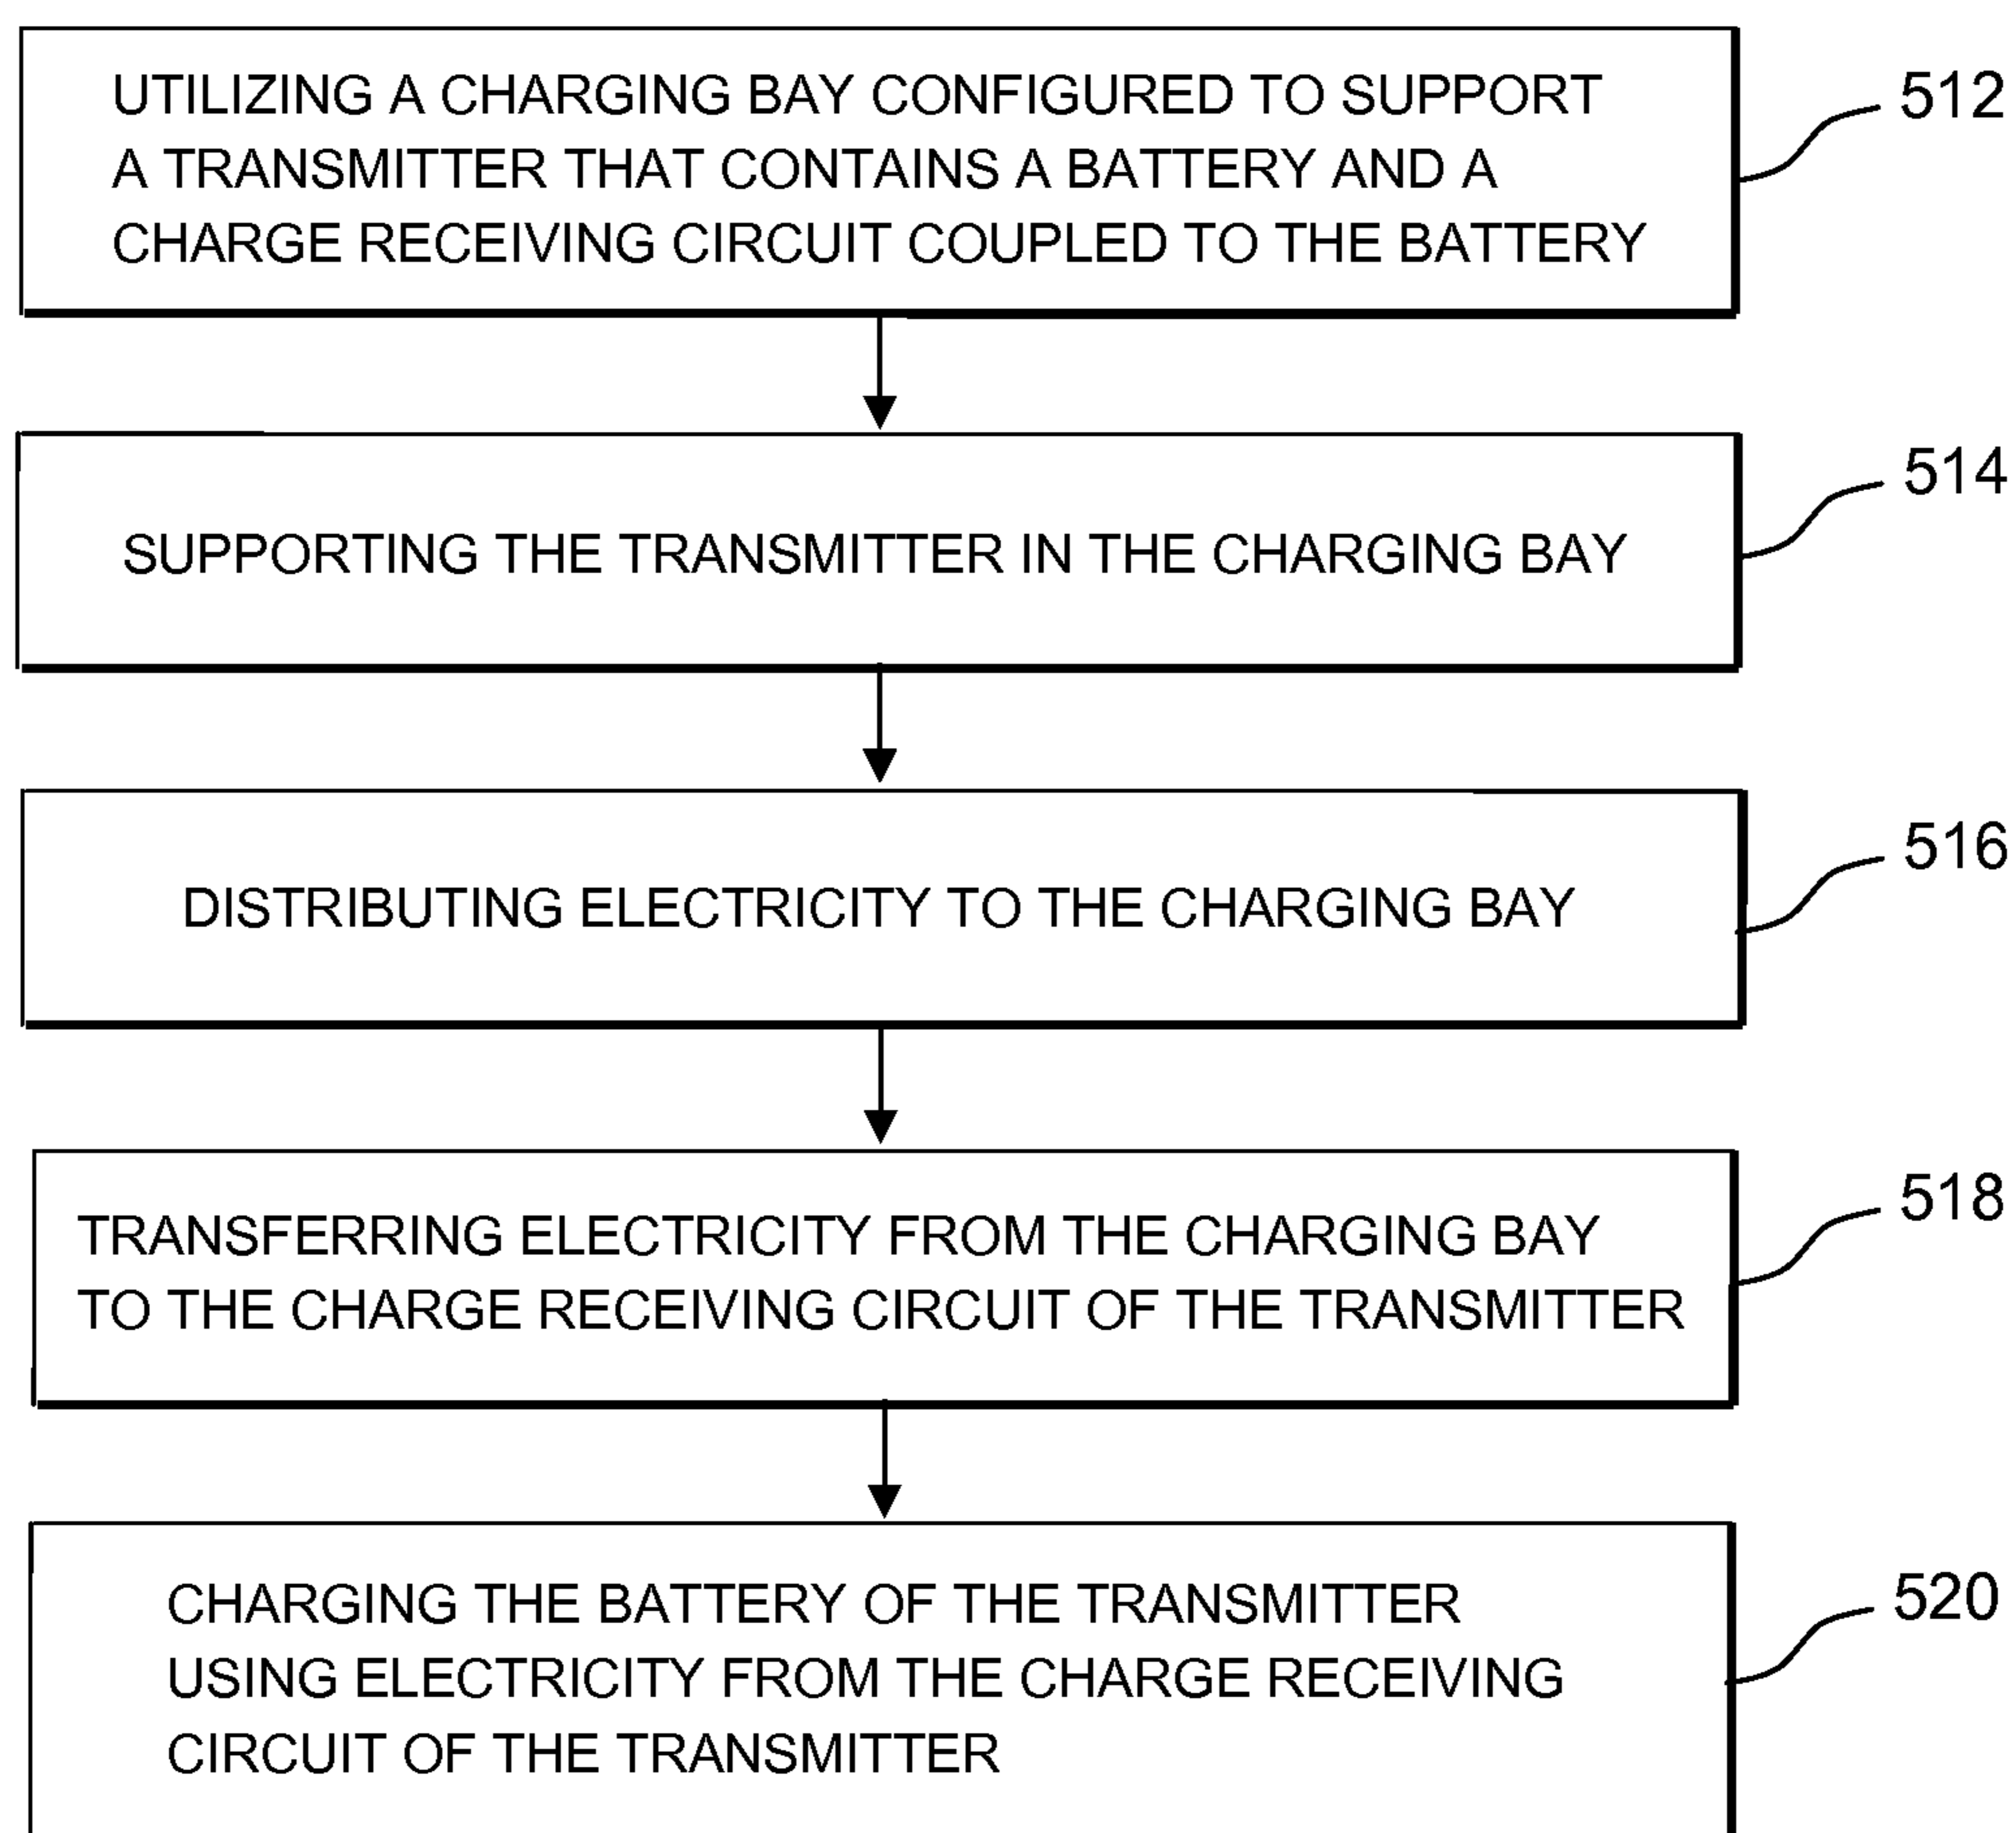 UTILIZING A CHARGING BAY CONFIGURED TO SUPPORT
A TRANSMITTER THAT CONTAINS A BATTERY AND A
CHARGE RECEIVING CIRCUIT COUPLED TO THE BATTERY
512
SUPPORTING THE TRANSMITTER IN THE CHARGING BAY
514
DISTRIBUTING ELECTRICITY TO THE CHARGING BAY
516
TRANSFERRING ELECTRICITY FROM THE CHARGING BAY
TO THE CHARGE RECEIVING CIRCUIT OF THE TRANSMITTER
518
CHARGING THE BATTERY OF THE TRANSMITTER
USING ELECTRICITY FROM THE CHARGE RECEIVING
CIRCUIT OF THE TRANSMITTER
520